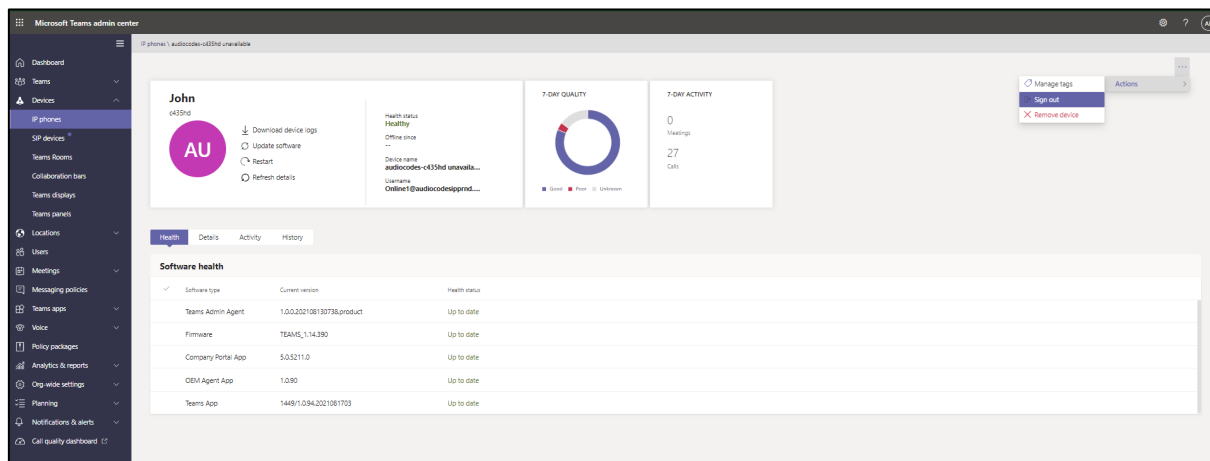 Microsoft Teams admin center
?
IP phones \ audiocodes-c435hd unavailable
Dashboard
Teams
Devices
IP phones
SIP devices
Teams Rooms
Collaboration bars
Teams displays
Teams panels
Locations
Users
Meetings
Messaging policies
Teams apps
Voice
Policy packages
Analytics & reports
Org-wide settings
Planning
Notifications & alerts
Call quality dashboard
...
Manage tags
Sign out
Remove device
Actions
John
c435hd
AU
Download device logs
Update software
Restart
Refresh details
Health status
Healthy
Offline since
--
Device name
audiocodes-c435hd unavaila...
Username
Online1@audiocodesipprnd....
7-DAY QUALITY
Good Poor Unknown
7-DAY ACTIVITY
0
Meetings
27
Calls
Health Details Activity History
Software health
Software type Current version Health status
Teams Admin Agent 1.0.0.202108130738.product Up to date
Firmware TEAMS_1.14.390 Up to date
Company Portal App 5.0.5211.0 Up to date
OEM Agent App 1.0.90 Up to date
Teams App 1449/1.0.94.2021081703 Up to date